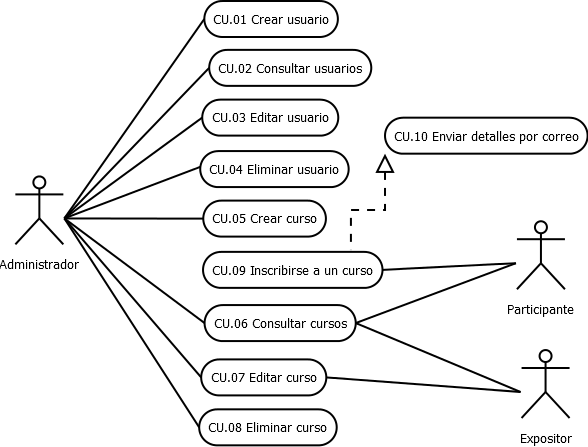 CU.01 Crear usuario
CU.02 Consultar usuarios
CU.03 Editar usuario
CU.10 Enviar detalles por correo
CU.04 Eliminar usuario
CU.05 Crear curso
Administrador
CU.09 Inscribirse a un curso
Participante
CU.06 Consultar cursos
CU.07 Editar curso
CU.08 Eliminar curso
Expositor